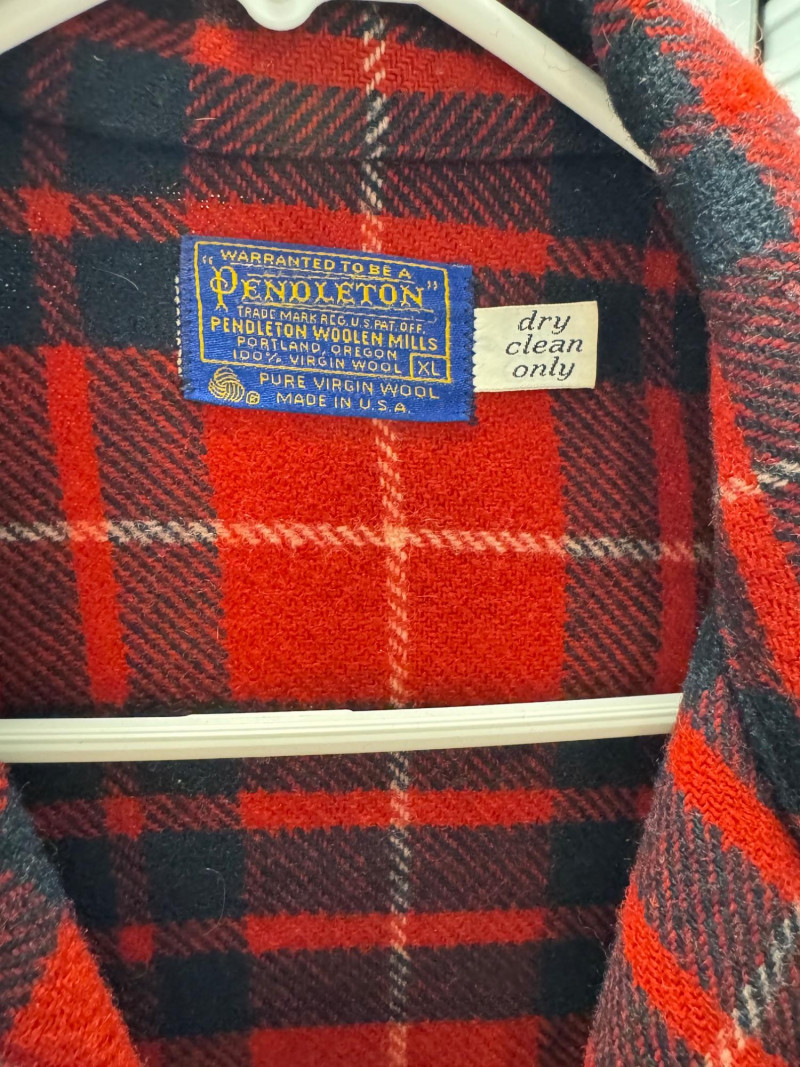 "WARRANTED TO BE A
PENDLETON"
TRADE MARK REG. U.S. PAT. OFF.
PENDLETON WOOLEN MILLS
PORTLAND, OREGON
100% VIRGIN WOOL XL
® PURE VIRGIN WOOL
MADE IN U.S.A.
dry
clean
only